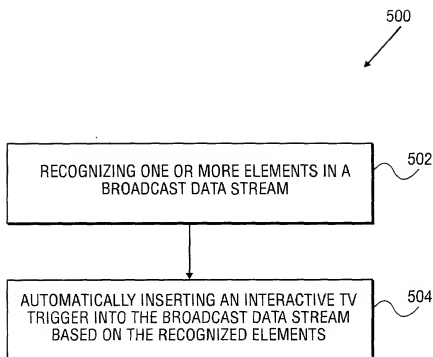 500
RECOGNIZING ONE OR MORE ELEMENTS IN A
BROADCAST DATA STREAM
502
AUTOMATICALLY INSERTING AN INTERACTIVE TV
TRIGGER INTO THE BROADCAST DATA STREAM
BASED ON THE RECOGNIZED ELEMENTS
504